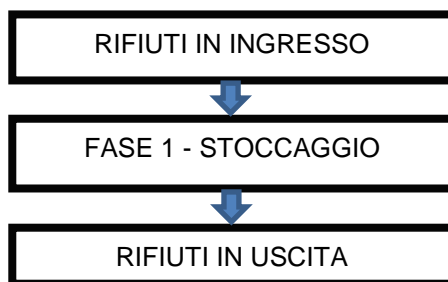 RIFIUTI IN INGRESSO
FASE 1 - STOCCAGGIO
RIFIUTI IN USCITA